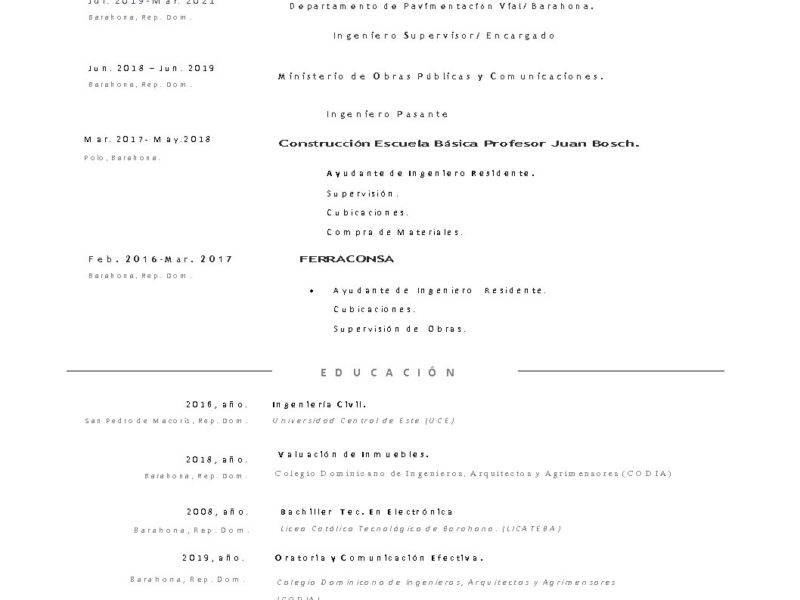 Jul. 2019-Mar. 2021
Departamento de Pavimentación Vial/ Barahona.
Barahona, Rep. Dom.
Ingeniero Supervisor/ Encargado
Jun. 2018 – Jun. 2019
Ministerio de Obras Públicas y Comunicaciones.
Barahona, Rep. Dom.
Ingeniero Pasante
Mar. 2017- May.2018
Construcción Escuela Básica Profesor Juan Bosch.
Polo, Barahona.
Ayudante de Ingeniero Residente.
Supervisión.
Cubicaciones.
Compra de Materiales.
Feb. 2016-Mar. 2017
FERRACONSA
Barahona, Rep. Dom.
• Ayudante de Ingeniero Residente.
Cubicaciones.
Supervisión de Obras.
EDUCACIÓN
2016, año. Ingeniería Civil.
San Pedro de Macorís, Rep. Dom. Universidad Central de Este (UCE)
2018, año. Valuación de Inmuebles.
Barahona, Rep. Dom. Colegio Dominicano de Ingenieros, Arquitectos y Agrimensores (CODIA)
2008, año. Bachiller Tec. En Electrónica
Barahona, Rep. Dom. Liceo Católico Tecnológico de Barahona. (LICATEBA)
2019, año. Oratoria y Comunicación Efectiva.
Barahona, Rep. Dom. Colegio Dominicano de Ingenieros, Arquitectos y Agrimensores
(CODIA)